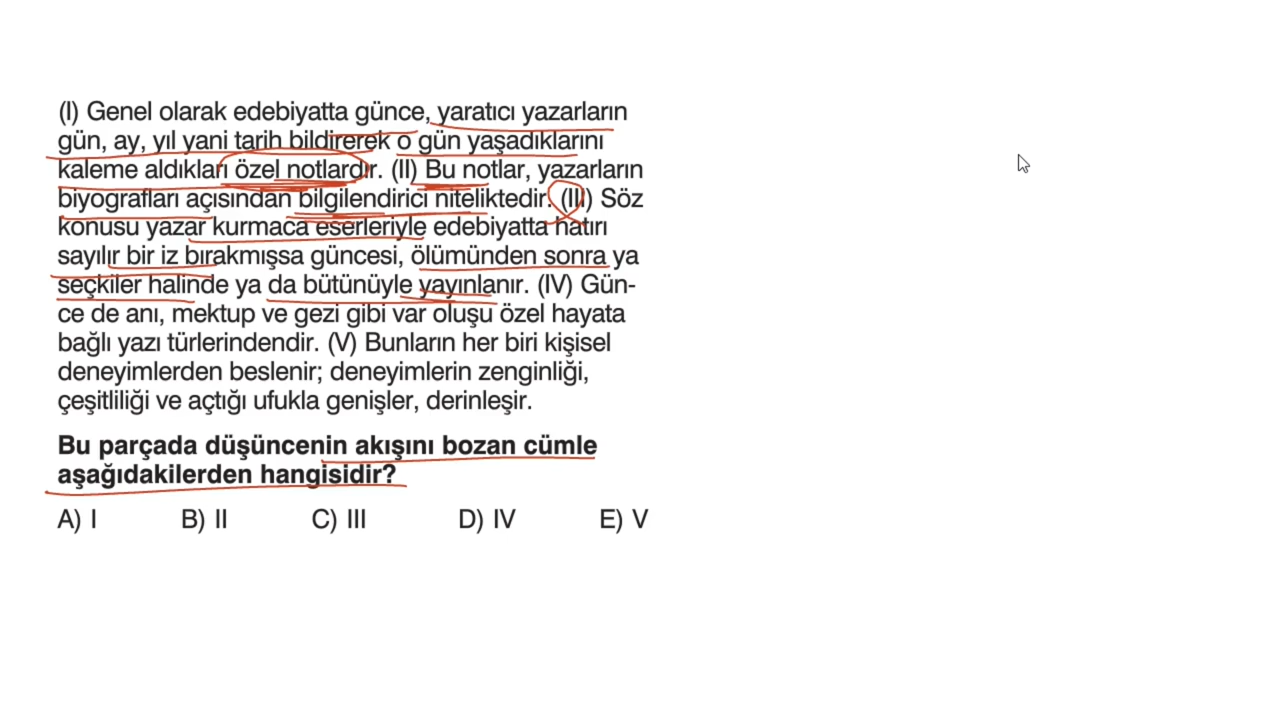 (I) Genel olarak edebiyatta günce, yaratıcı yazarların
gün, ay, yıl yani tarih bildirerek o gün yaşadıklarını
kaleme aldıkları özel notlardır. (II) Bu notlar, yazarların
biyografları açısından bilgilendirici niteliktedir. (III) Söz
konusu yazar kurmaca eserleriyle edebiyatta hatırı
sayılır bir iz bırakmışsa güncesi, ölümünden sonra ya
seçkiler halinde ya da bütünüyle yayınlanır. (IV) Gün-
ce de anı, mektup ve gezi gibi var oluşu özel hayata
bağlı yazı türlerindendir. (V) Bunların her biri kişisel
deneyimlerden beslenir; deneyimlerin zenginliği,
çeşitliliği ve açtığı ufukla genişler, derinleşir.
Bu parçada düşüncenin akışını bozan cümle
aşağıdakilerden hangisidir?
A) I B) II C) III D) IV E) V